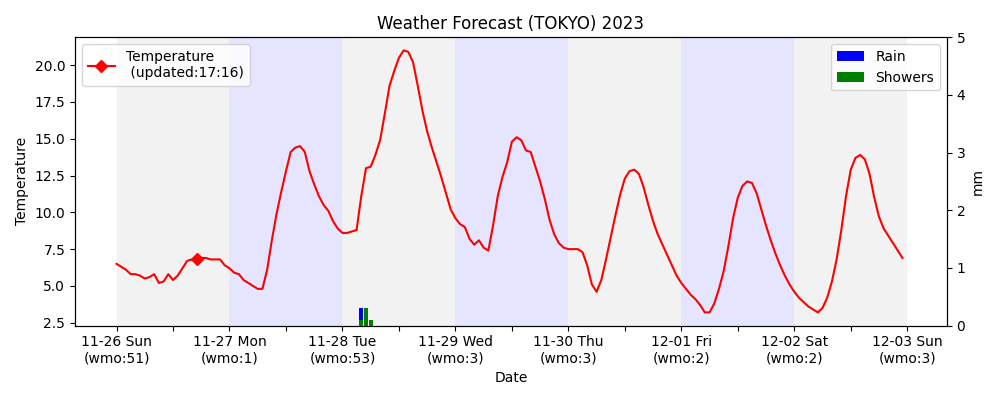 Weather Forecast (TOKYO) 2023
Temperature
(updated:17:16)
Rain
Showers
20.0
17.5
15.0
12.5
10.0
7.5
5.0
2.5
Temperature
5
4
3
2
1
0
mm
11-26 Sun
(wmo:51)
11-27 Mon
(wmo:1)
11-28 Tue
(wmo:53)
11-29 Wed
(wmo:3)
11-30 Thu
(wmo:3)
12-01 Fri
(wmo:2)
12-02 Sat
(wmo:2)
12-03 Sun
(wmo:3)
Date